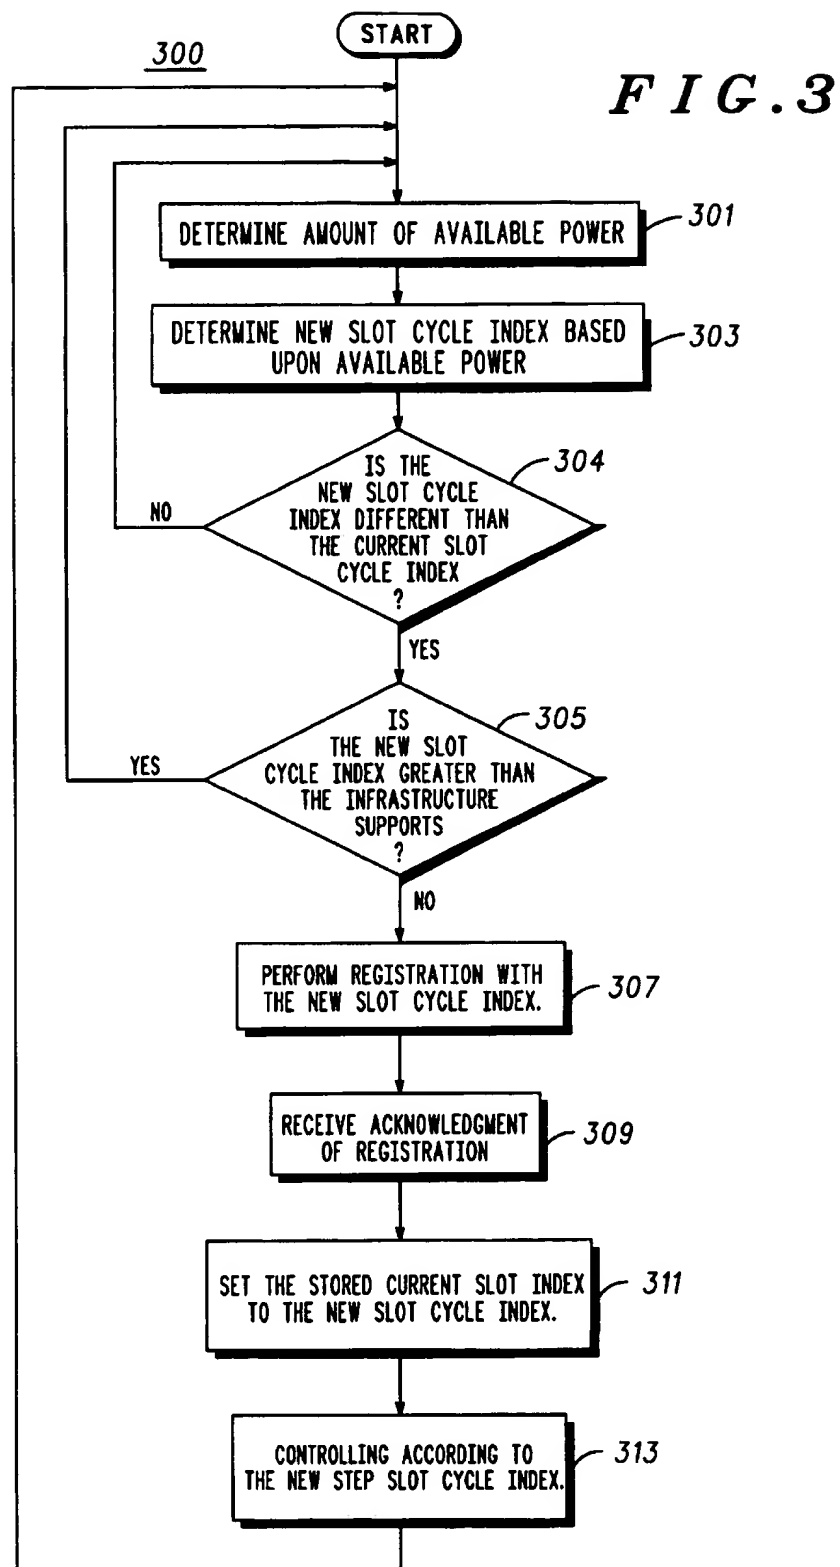 START
300
FIG.3
DETERMINE AMOUNT OF AVAILABLE POWER
301
DETERMINE NEW SLOT CYCLE INDEX BASED
UPON AVAILABLE POWER
303
IS THE
NEW SLOT CYCLE
INDEX DIFFERENT THAN
THE CURRENT SLOT
CYCLE INDEX
?
304
NO
YES
IS
THE NEW SLOT
CYCLE INDEX GREATER THAN
THE INFRASTRUCTURE
SUPPORTS
?
305
YES
NO
PERFORM REGISTRATION WITH
THE NEW SLOT CYCLE INDEX.
307
RECEIVE ACKNOWLEDGMENT
OF REGISTRATION
309
SET THE STORED CURRENT SLOT INDEX
TO THE NEW SLOT CYCLE INDEX.
311
CONTROLLING ACCORDING TO
THE NEW STEP SLOT CYCLE INDEX.
313